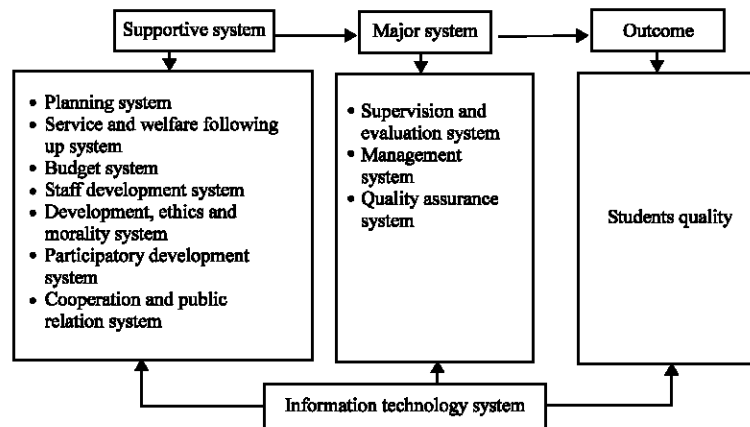 Supportive system
Major system
Outcome
• Planning system
• Service and welfare following
up system
• Budget system
• Staff development system
• Development, ethics and
morality system
• Participatory development
system
• Cooperation and public
relation system
• Supervision and
evaluation system
• Management
system
• Quality assurance
system
Students quality
Information technology system